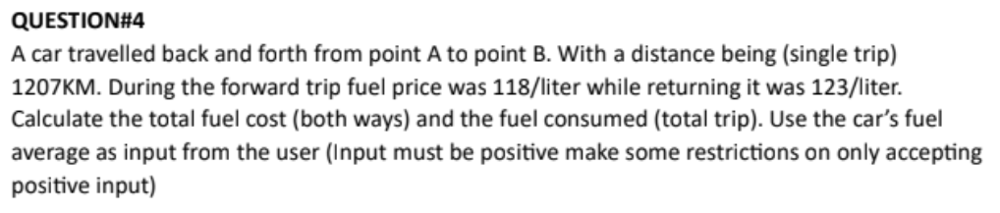 QUESTION#4
A car travelled back and forth from point A to point B. With a distance being (single trip)
1207KM. During the forward trip fuel price was 118/liter while returning it was 123/liter.
Calculate the total fuel cost (both ways) and the fuel consumed (total trip). Use the car’s fuel
average as input from the user (Input must be positive make some restrictions on only accepting
positive input)